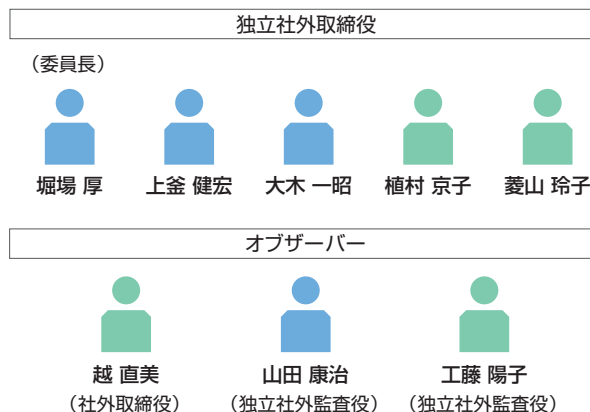 独立社外取締役
（委員長）
堀場 厚 上釜 健宏 大木 一昭 植村 京子 菱山 玲子
オブザーバー
越 直美 山田 康治 工藤 陽子
（社外取締役） （独立社外監査役） （独立社外監査役）